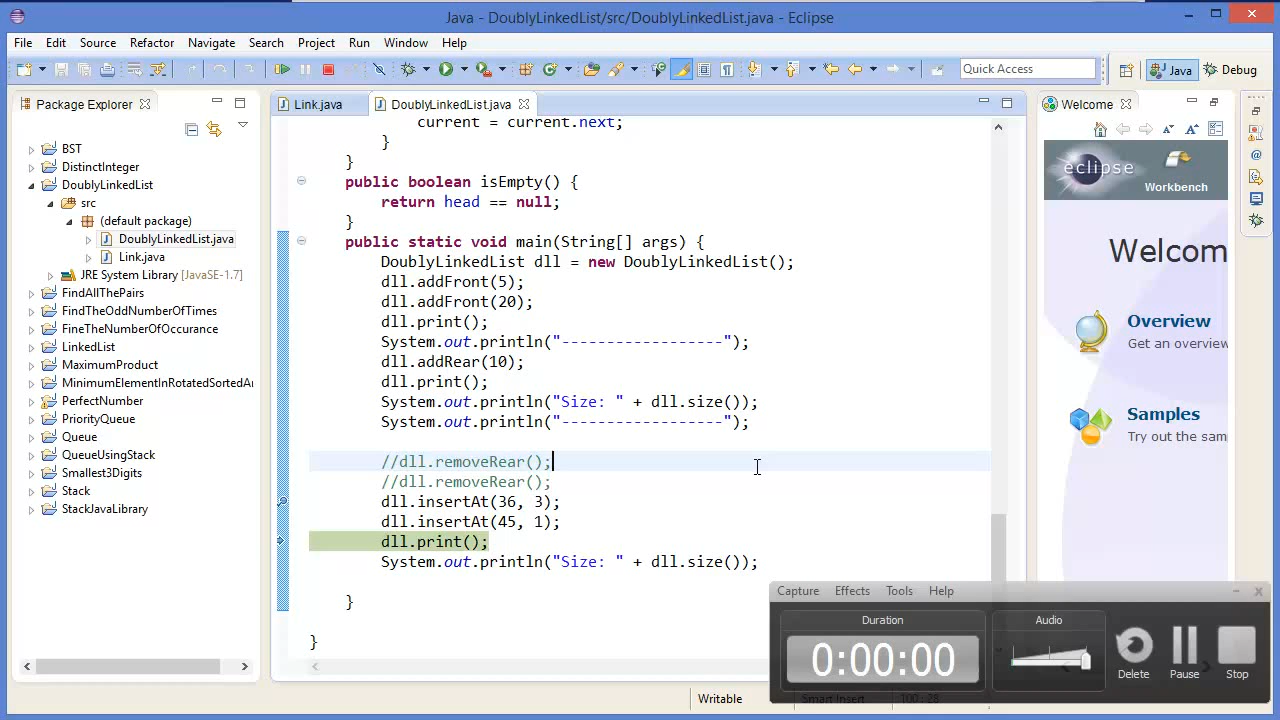 Java - DoublyLinkedList/src/DoublyLinkedList.java - Eclipse
File Edit Source Refactor Navigate Search Project Run Window Help
Quick Access Java Debug
Package Explorer
BST
DistinctInteger
DoublyLinkedList
src
(default package)
DoublyLinkedList.java
Link.java
JRE System Library [JavaSE-1.7]
FindAllThePairs
FindTheOddNumberOfTimes
FineTheNumberOfOccurance
LinkedList
MaximumProduct
MinimumElementInRotatedSortedAr
PerfectNumber
PriorityQueue
Queue
QueueUsingStack
Smallest3Digits
Stack
StackJavaLibrary
Link.java DoublyLinkedList.java
current = current.next;
}
}
public boolean isEmpty() {
return head == null;
}
public static void main(String[] args) {
DoublyLinkedList dll = new DoublyLinkedList();
dll.addFront(5);
dll.addFront(20);
dll.print();
System.out.println("------------------");
dll.addRear(10);
dll.print();
System.out.println("Size: " + dll.size());
System.out.println("------------------");
//dll.removeRear();
//dll.removeRear();
dll.insertAt(36, 3);
dll.insertAt(45, 1);
dll.print();
System.out.println("Size: " + dll.size());
}
}
Welcome
eclipse
Workbench
Welcom
Overview
Get an overview
Samples
Try out the sam
Capture Effects Tools Help
Duration Audio
0:00:00
Delete Pause Stop
Writable Smart Insert 100 : 28